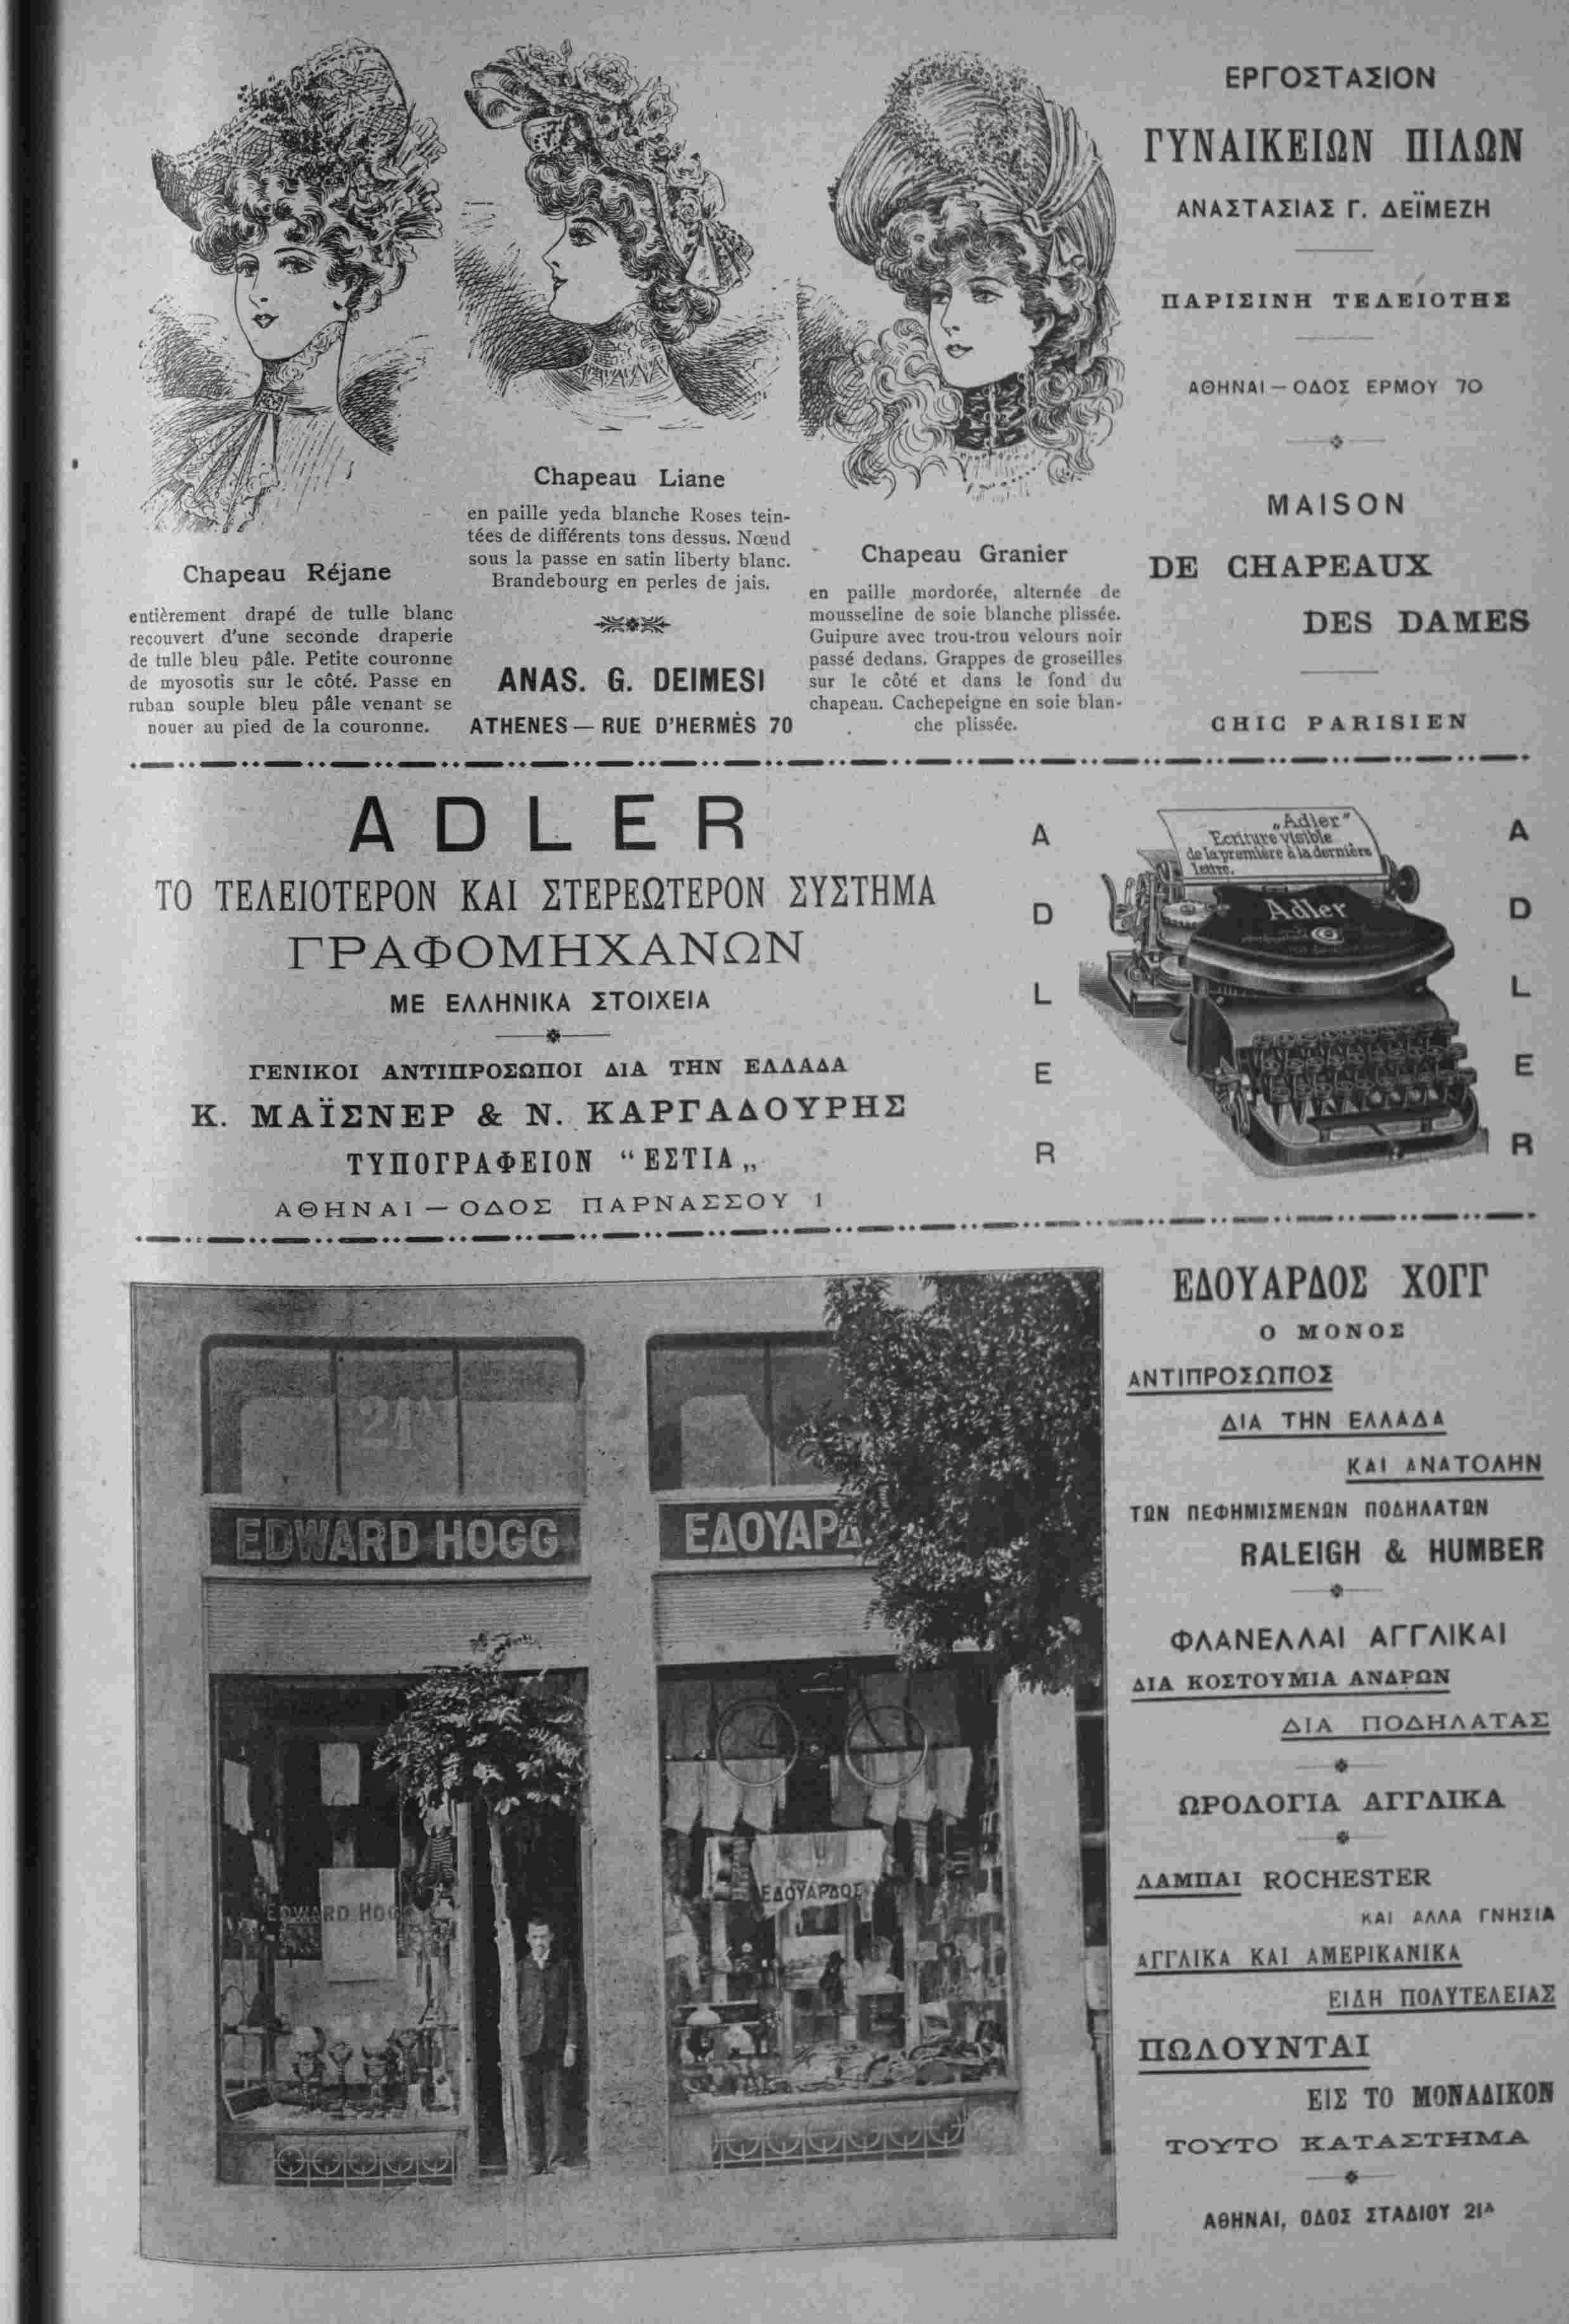 Chapeau Réjane
entièrement drapé de tulle blanc
recouvert d'une seconde draperie
de tulle bleu pâle. Petite couronne
de myosotis sur le côté. Passe en
ruban souple bleu pâle venant se
nouer au pied de la couronne.
Chapeau Liane
en paille yeda blanche Roses tein-
tées de différents tons dessus. Nœud
sous la passe en satin liberty blanc.
Brandebourg en perles de jais.
ANAS. G. DEIMESI
ATHENES — RUE D'HERMÈS 70
Chapeau Granier
en paille mordorée, alternée de
mousseline de soie blanche plissée.
Guipure avec trou-trou velours noir
passé dedans. Grappes de groseilles
sur le côté et dans le fond du
chapeau. Cachepeigne en soie blan-
che plissée.
ΕΡΓΟΣΤΑΣΙΟΝ
ΓΥΝΑΙΚΕΙΩΝ ΠΙΛΩΝ
ΑΝΑΣΤΑΣΙΑΣ Γ. ΔΕΪΜΕΖΗ
ΠΑΡΙΣΙΝΗ ΤΕΛΕΙΟΤΗΣ
ΑΘΗΝΑΙ — ΟΔΟΣ ΕΡΜΟΥ 70
MAISON
DE CHAPEAUX
DES DAMES
CHIC PARISIEN
ADLER
ΤΟ ΤΕΛΕΙΟΤΕΡΟΝ ΚΑΙ ΣΤΕΡΕΩΤΕΡΟΝ ΣΥΣΤΗΜΑ
ΓΡΑΦΟΜΗΧΑΝΩΝ
ΜΕ ΕΛΛΗΝΙΚΑ ΣΤΟΙΧΕΙΑ
ΓΕΝΙΚΟΙ ΑΝΤΙΠΡΟΣΩΠΟΙ ΔΙΑ ΤΗΝ ΕΛΛΑΔΑ
Κ. ΜΑΪΣΝΕΡ & Ν. ΚΑΡΓΑΔΟΥΡΗΣ
ΤΥΠΟΓΡΑΦΕΙΟΝ “ΕΣΤΙΑ„
ΑΘΗΝΑΙ — ΟΔΟΣ ΠΑΡΝΑΣΣΟΥ 1
A
D
L
E
R
„Adler"
Ecriture visible
de la première à la dernière
lettre.
Adler
A
D
L
E
R
21A
EDWARD HOGG
ΕΔΟΥΑΡΔ
EDWARD HOGG
ΕΔΟΥΑΡΔΟΣ
ΕΔΟΥΑΡΔΟΣ ΧΟΓΓ
Ο ΜΟΝΟΣ
ΑΝΤΙΠΡΟΣΩΠΟΣ
ΔΙΑ ΤΗΝ ΕΛΛΑΔΑ
ΚΑΙ ΑΝΑΤΟΛΗΝ
ΤΩΝ ΠΕΦΗΜΙΣΜΕΝΩΝ ΠΟΔΗΛΑΤΩΝ
RALEIGH & HUMBER
ΦΛΑΝΕΛΛΑΙ ΑΓΓΛΙΚΑΙ
ΔΙΑ ΚΟΣΤΟΥΜΙΑ ΑΝΔΡΩΝ
ΔΙΑ ΠΟΔΗΛΑΤΑΣ
ΩΡΟΛΟΓΙΑ ΑΓΓΛΙΚΑ
ΛΑΜΠΑΙ ROCHESTER
ΚΑΙ ΑΛΛΑ ΓΝΗΣΙΑ
ΑΓΓΛΙΚΑ ΚΑΙ ΑΜΕΡΙΚΑΝΙΚΑ
ΕΙΔΗ ΠΟΛΥΤΕΛΕΙΑΣ
ΠΩΛΟΥΝΤΑΙ
ΕΙΣ ΤΟ ΜΟΝΑΔΙΚΟΝ
ΤΟΥΤΟ ΚΑΤΑΣΤΗΜΑ
ΑΘΗΝΑΙ, ΟΔΟΣ ΣΤΑΔΙΟΥ 21Α